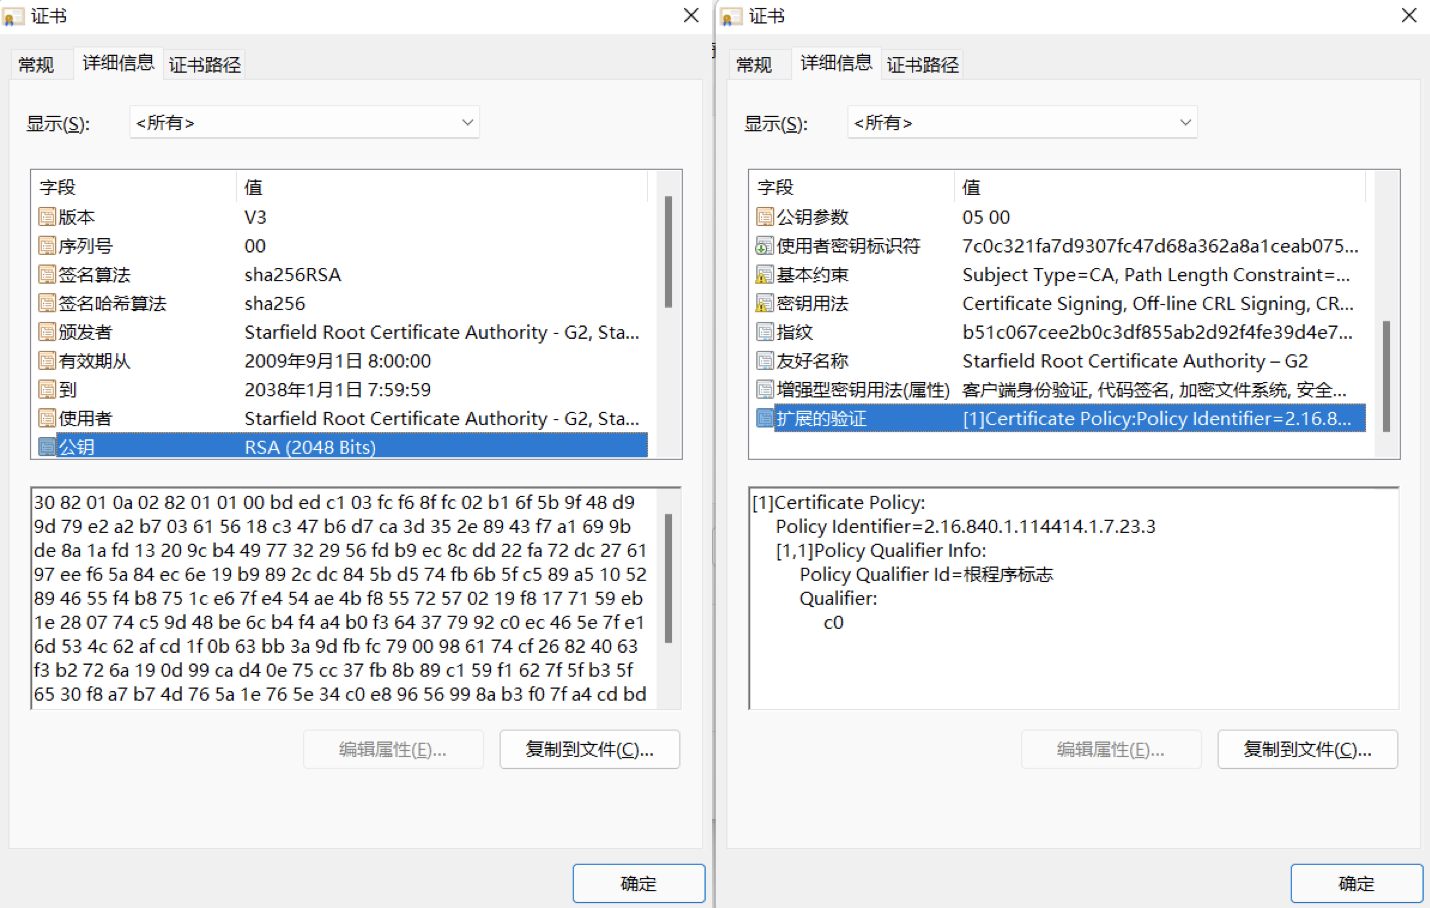 证书
常规
详细信息
证书路径
显示(S):
<所有>
字段 值
版本 V3
序列号 00
签名算法 sha256RSA
签名哈希算法 sha256
颁发者 Starfield Root Certificate Authority - G2, Sta...
有效期从 2009年9月1日 8:00:00
到 2038年1月1日 7:59:59
使用者 Starfield Root Certificate Authority - G2, Sta...
公钥 RSA (2048 Bits)
30 82 01 0a 02 82 01 01 00 bd ed c1 03 fc f6 8f fc 02 b1 6f 5b 9f 48 d9
9d 79 e2 a2 b7 03 61 56 18 c3 47 b6 d7 ca 3d 35 2e 89 43 f7 a1 69 9b
de 8a 1a fd 13 20 9c b4 49 77 32 29 56 fd b9 ec 8c dd 22 fa 72 dc 27 61
97 ee f6 5a 84 ec 6e 19 b9 89 2c dc 84 5b d5 74 fb 6b 5f c5 89 a5 10 52
89 46 55 f4 b8 75 1c e6 7f e4 54 ae 4b f8 55 72 57 02 19 f8 17 71 59 eb
1e 28 07 74 c5 9d 48 be 6c b4 f4 a4 b0 f3 64 37 79 92 c0 ec 46 5e 7f e1
6d 53 4c 62 af cd 1f 0b 63 bb 3a 9d fb fc 79 00 98 61 74 cf 26 82 40 63
f3 b2 72 6a 19 0d 99 ca d4 0e 75 cc 37 fb 8b 89 c1 59 f1 62 7f 5f b3 5f
65 30 f8 a7 b7 4d 76 5a 1e 76 5e 34 c0 e8 96 56 99 8a b3 f0 7f a4 cd bd
编辑属性(E)...
复制到文件(C)...
确定
证书
常规
详细信息
证书路径
显示(S):
<所有>
字段 值
公钥参数 05 00
使用者密钥标识符 7c0c321fa7d9307fc47d68a362a8a1ceab075...
基本约束 Subject Type=CA, Path Length Constraint=...
密钥用法 Certificate Signing, Off-line CRL Signing, CR...
指纹 b51c067cee2b0c3df855ab2d92f4fe39d4e7...
友好名称 Starfield Root Certificate Authority – G2
增强型密钥用法(属性) 客户端身份验证, 代码签名, 加密文件系统, 安全...
扩展的验证 [1]Certificate Policy:Policy Identifier=2.16.8...
[1]Certificate Policy:
Policy Identifier=2.16.840.1.114414.1.7.23.3
[1,1]Policy Qualifier Info:
Policy Qualifier Id=根程序标志
Qualifier:
c0
编辑属性(E)...
复制到文件(C)...
确定